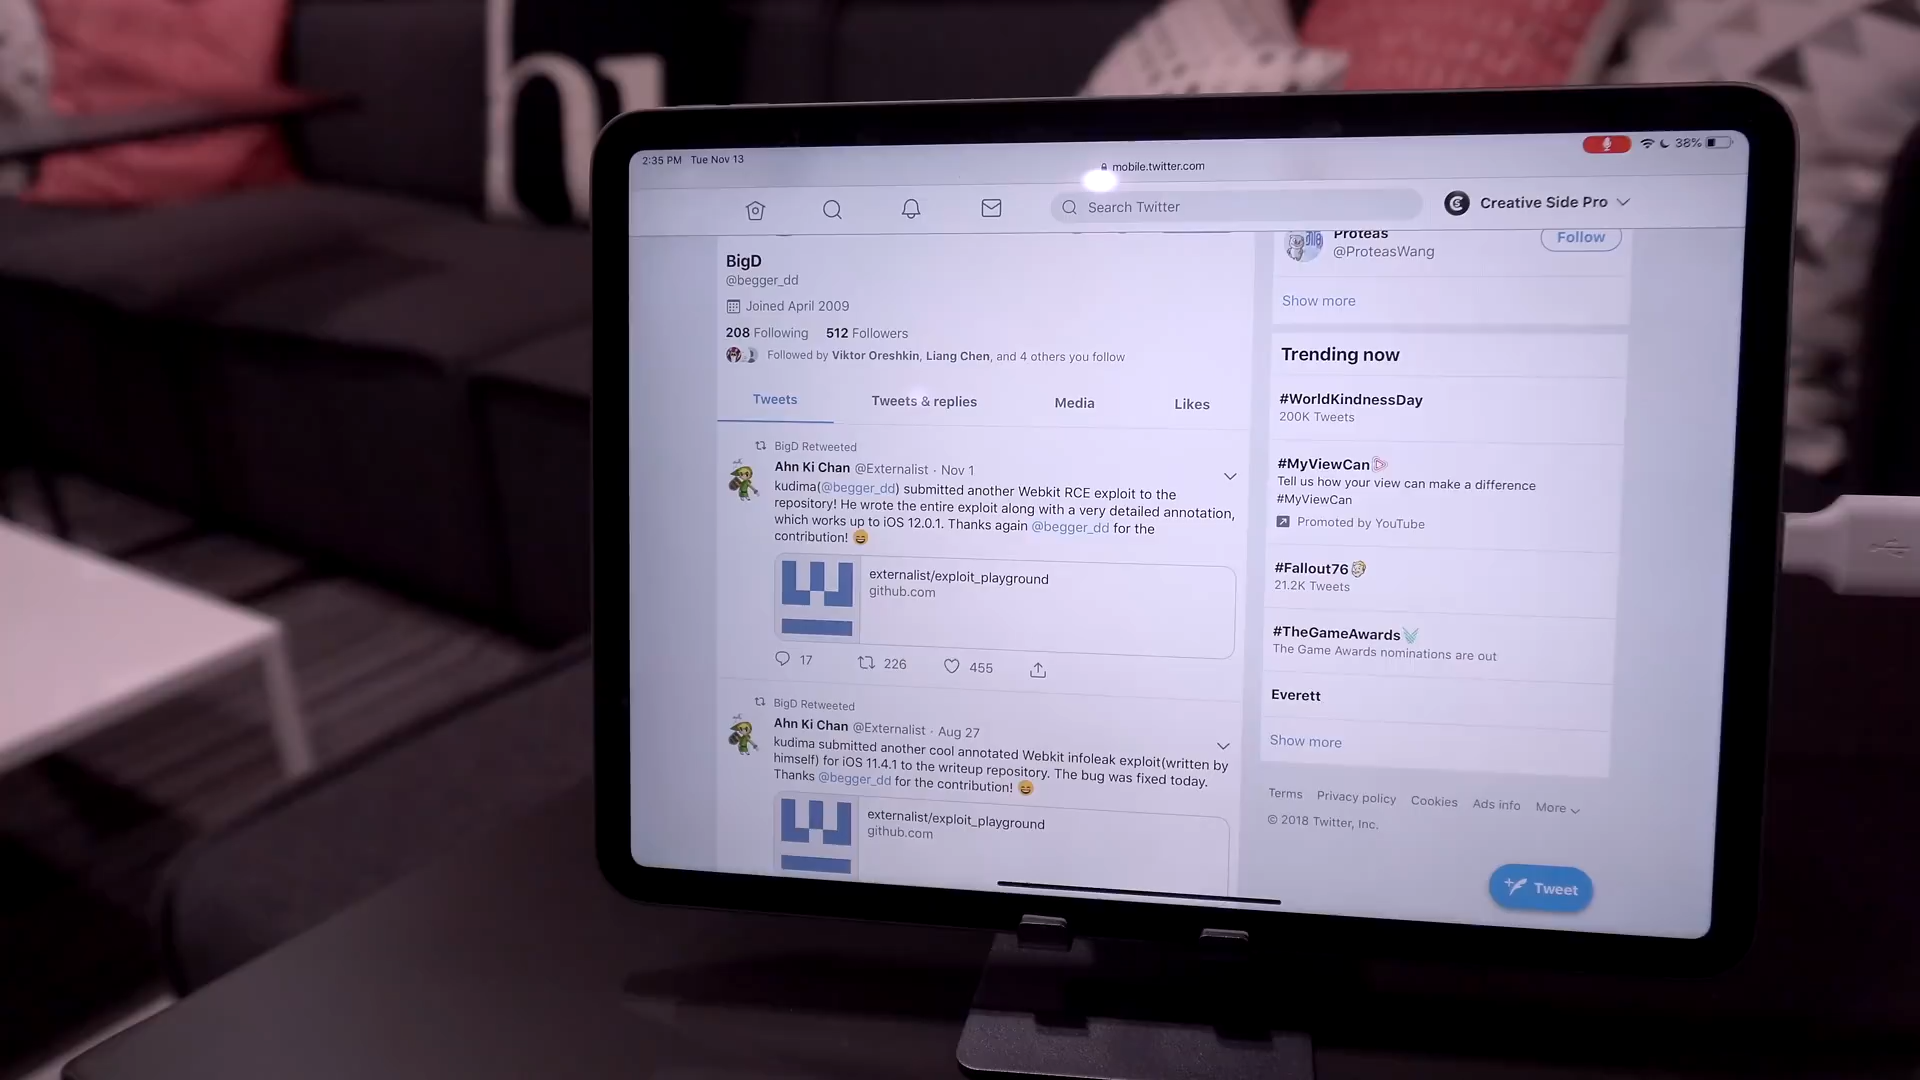 2:35 PM Tue Nov 13
38%
mobile.twitter.com
Search Twitter
Creative Side Pro
BigD
@begger_dd
Joined April 2009
208 Following 512 Followers
Followed by Viktor Oreshkin, Liang Chen, and 4 others you follow
Tweets Tweets & replies Media Likes
BigD Retweeted
Ahn Ki Chan @Externalist · Nov 1
kudima(@begger_dd) submitted another Webkit RCE exploit to the
repository! He wrote the entire exploit along with a very detailed annotation,
which works up to iOS 12.0.1. Thanks again @begger_dd for the
contribution! 😄
externalist/exploit_playground
github.com
17 226 455
BigD Retweeted
Ahn Ki Chan @Externalist · Aug 27
kudima submitted another cool annotated Webkit infoleak exploit(written by
himself) for iOS 11.4.1 to the writeup repository. The bug was fixed today.
Thanks @begger_dd for the contribution! 😄
externalist/exploit_playground
github.com
Proteas
@ProteasWang
Follow
Show more
Trending now
#WorldKindnessDay
200K Tweets
#MyViewCan
Tell us how your view can make a difference
#MyViewCan
Promoted by YouTube
#Fallout76
21.2K Tweets
#TheGameAwards
The Game Awards nominations are out
Everett
Show more
Terms Privacy policy Cookies Ads info More
© 2018 Twitter, Inc.
Tweet